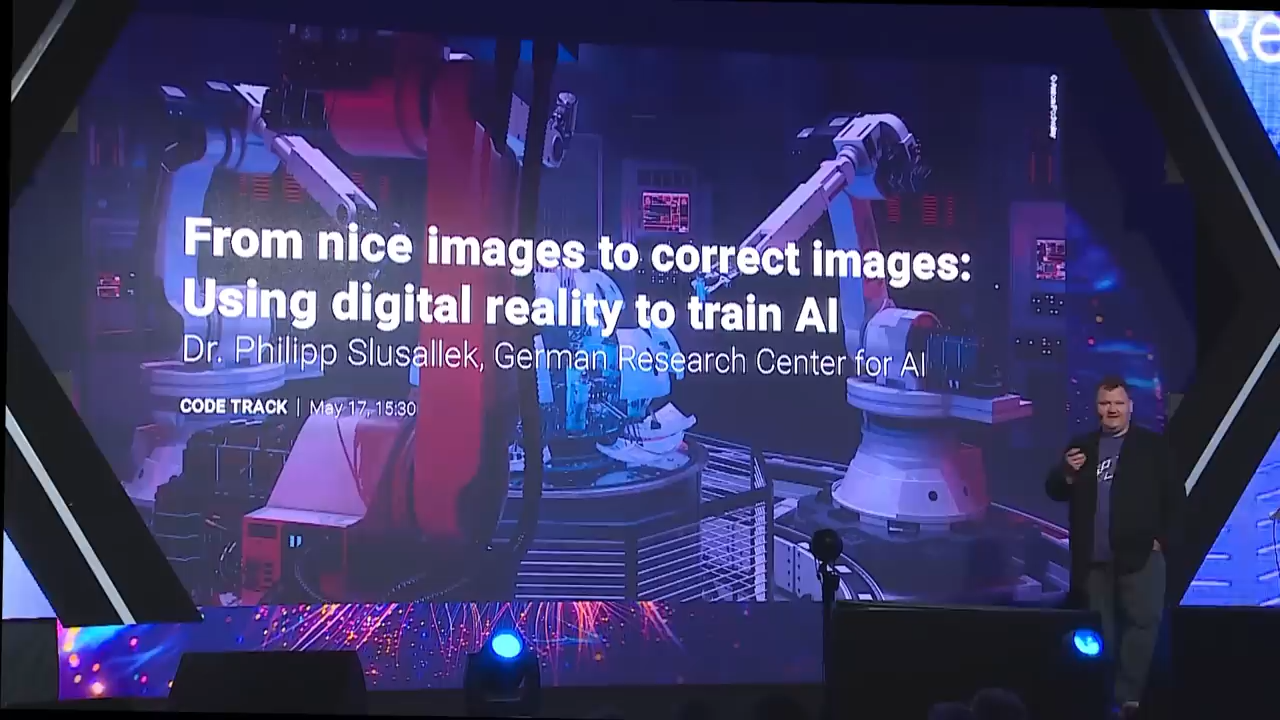 Re
From nice images to correct images:
Using digital reality to train AI
Dr. Philipp Slusallek, German Research Center for AI
CODE TRACK | May 17, 15:30